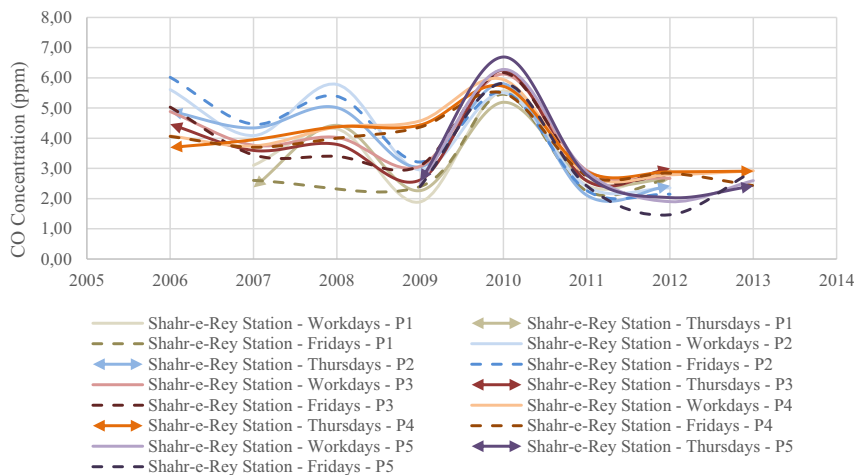 8,00
7,00
6,00
5,00
4,00
3,00
2,00
1,00
0,00
CO Concentration (ppm)
2005 2006 2007 2008 2009 2010 2011 2012 2013 2014
Shahr-e-Rey Station - Workdays - P1
Shahr-e-Rey Station - Thursdays - P1
Shahr-e-Rey Station - Fridays - P1
Shahr-e-Rey Station - Workdays - P2
Shahr-e-Rey Station - Thursdays - P2
Shahr-e-Rey Station - Fridays - P2
Shahr-e-Rey Station - Workdays - P3
Shahr-e-Rey Station - Thursdays - P3
Shahr-e-Rey Station - Fridays - P3
Shahr-e-Rey Station - Workdays - P4
Shahr-e-Rey Station - Thursdays - P4
Shahr-e-Rey Station - Fridays - P4
Shahr-e-Rey Station - Workdays - P5
Shahr-e-Rey Station - Thursdays - P5
Shahr-e-Rey Station - Fridays - P5